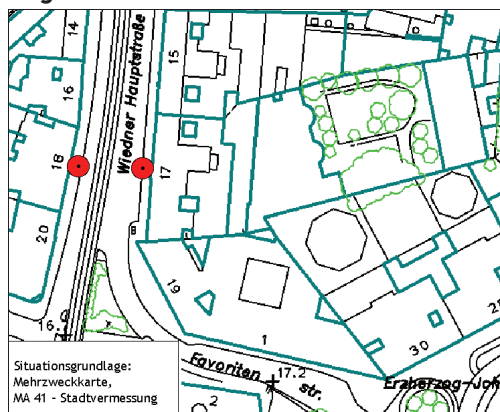 14
16
15
Wiedner Hauptstraße
18
17
20
19
16.
1
30
17.2
Favoriten str.
Erzherzog-Joh
2
Situationsgrundlage:
Mehrzweckkarte,
MA 41 - Stadtvermessung